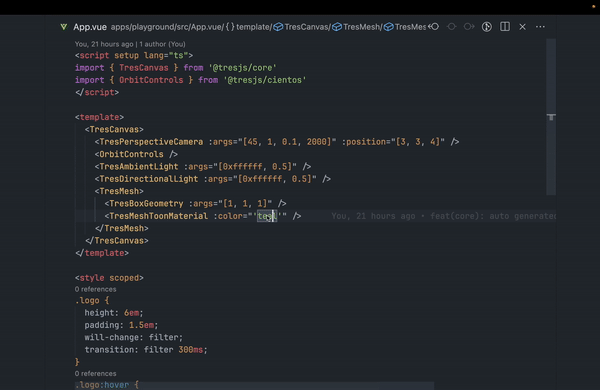 App.vue apps/playground/src/App.vue/{}template/TresCanvas/TresMesh/TresMes
You, 21 hours ago | 1 author (You)
<script setup lang="ts">
import { TresCanvas } from '@tresjs/core'
import { OrbitControls } from '@tresjs/cientos'
</script>
<template>
<TresCanvas>
<TresPerspectiveCamera :args="[45, 1, 0.1, 2000]" :position="[3, 3, 4]" />
<OrbitControls />
<TresAmbientLight :args="[0xffffff, 0.5]" />
<TresDirectionalLight :args="[0xffffff, 0.5]" />
<TresMesh>
<TresBoxGeometry :args="[1, 1, 1]" />
<TresMeshToonMaterial :color="'teal'" /> You, 21 hours ago • feat(core): auto generate
</TresMesh>
</TresCanvas>
</template>
<style scoped>
0 references
.logo {
height: 6em;
padding: 1.5em;
will-change: filter;
transition: filter 300ms;
}
0 references
.logo:hover {